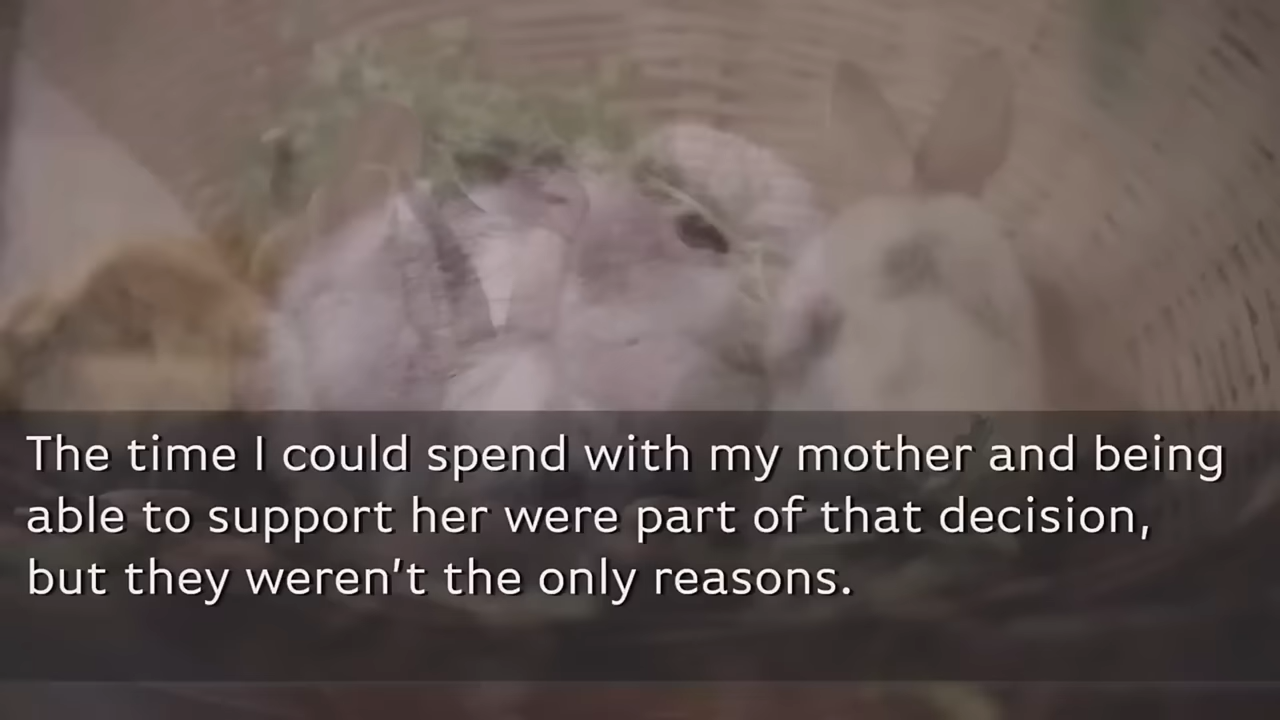 The time I could spend with my mother and being
able to support her were part of that decision,
but they weren't the only reasons.